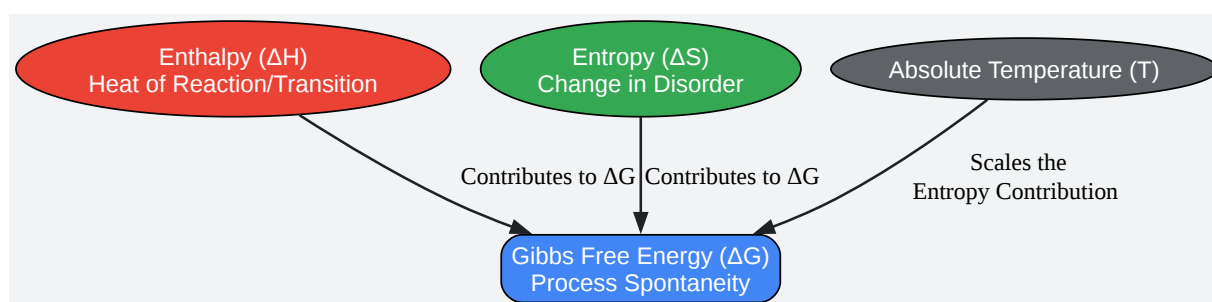 Enthalpy (ΔH)
Heat of Reaction/Transition
Entropy (ΔS)
Change in Disorder
Absolute Temperature (T)
Contributes to ΔG
Contributes to ΔG
Scales the
Entropy Contribution
Gibbs Free Energy (ΔG)
Process Spontaneity